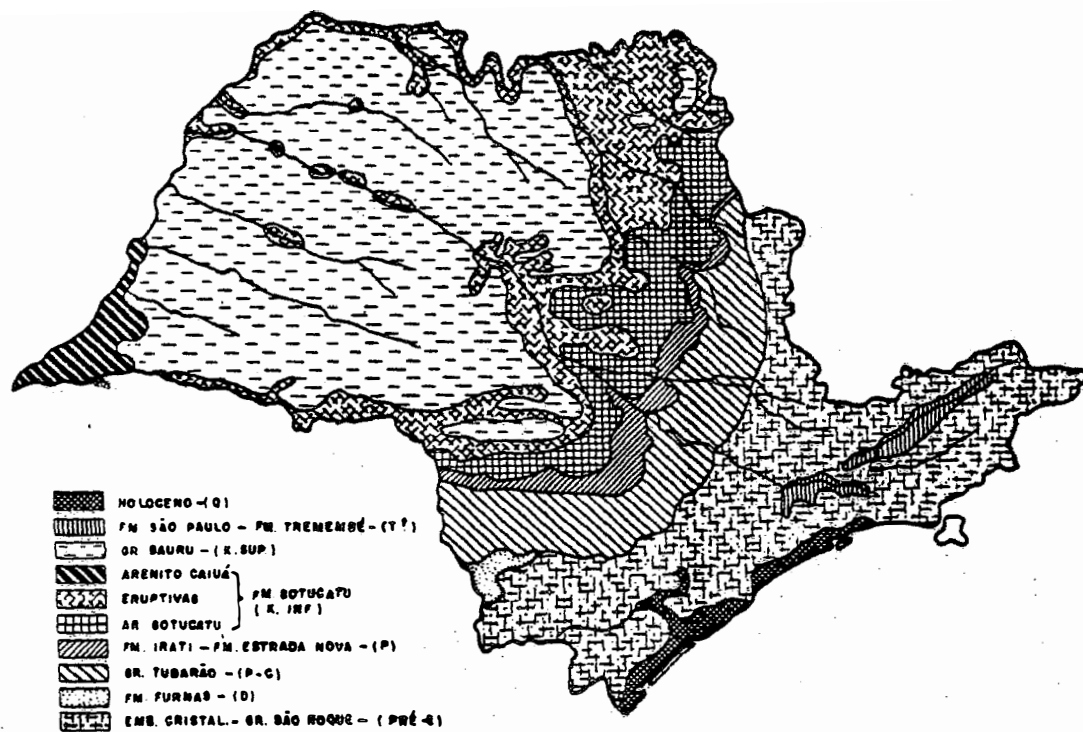 HOLOCENO - (Q)
FM SÃO PAULO - FM. TREMEMBÉ - (T?)
GR BAURU - (K.SUP.)
ARENITO CAIUÁ
ERUPTIVAS
FM. BOTUCATU
(K. INF)
AR BOTUCATU
FM. IRATI - FM. ESTRADA NOVA - (P)
GR. TUBARÃO - (P-C)
FM. FURNAS - (D)
EMB. CRISTAL. - GR. SÃO ROQUE - (PRÉ-Ɛ)